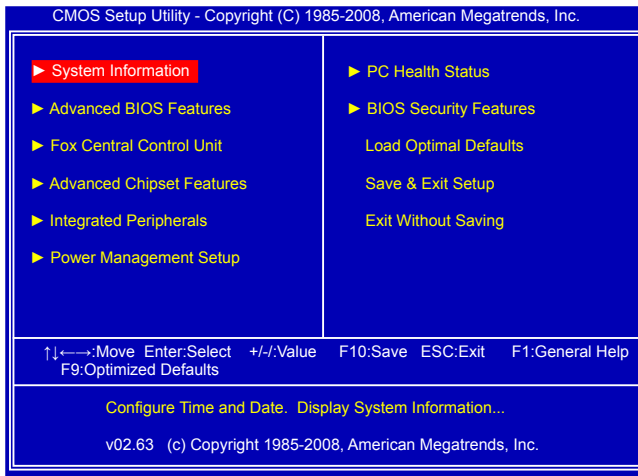 CMOS Setup Utility - Copyright (C) 1985-2008, American Megatrends, Inc.
► System Information
► Advanced BIOS Features
► Fox Central Control Unit
► Advanced Chipset Features
► Integrated Peripherals
► Power Management Setup
► PC Health Status
► BIOS Security Features
Load Optimal Defaults
Save & Exit Setup
Exit Without Saving
↑↓←→:Move Enter:Select +/-/:Value F10:Save ESC:Exit F1:General Help
F9:Optimized Defaults
Configure Time and Date. Display System Information...
v02.63 (c) Copyright 1985-2008, American Megatrends, Inc.